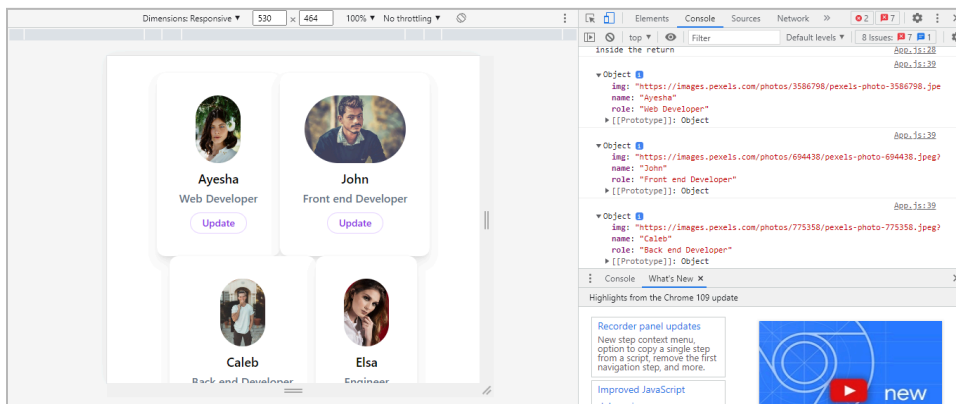 Dimensions: Responsive ▼ 530 × 464 100% ▼ No throttling ▼
Elements Console Sources Network » 2 7
top ▼ Filter Default levels ▼ 8 Issues: 7 1
inside the return App.js:28
App.js:39
▼Object i
img: "https://images.pexels.com/photos/3586798/pexels-photo-3586798.jpe
name: "Ayesha"
role: "Web Developer"
▶ [[Prototype]]: Object
App.js:39
▼Object i
img: "https://images.pexels.com/photos/694438/pexels-photo-694438.jpeg?
name: "John"
role: "Front end Developer"
▶ [[Prototype]]: Object
App.js:39
▼Object i
img: "https://images.pexels.com/photos/775358/pexels-photo-775358.jpeg?
name: "Caleb"
role: "Back end Developer"
▶ [[Prototype]]: Object
Ayesha
Web Developer
Update
John
Front end Developer
Update
Caleb
Back end Developer
Elsa
Engineer
Console What's New ×
Highlights from the Chrome 109 update
Recorder panel updates
New step context menu,
option to copy a single step
from a script, remove the first
navigation step, and more.
Improved JavaScript
new